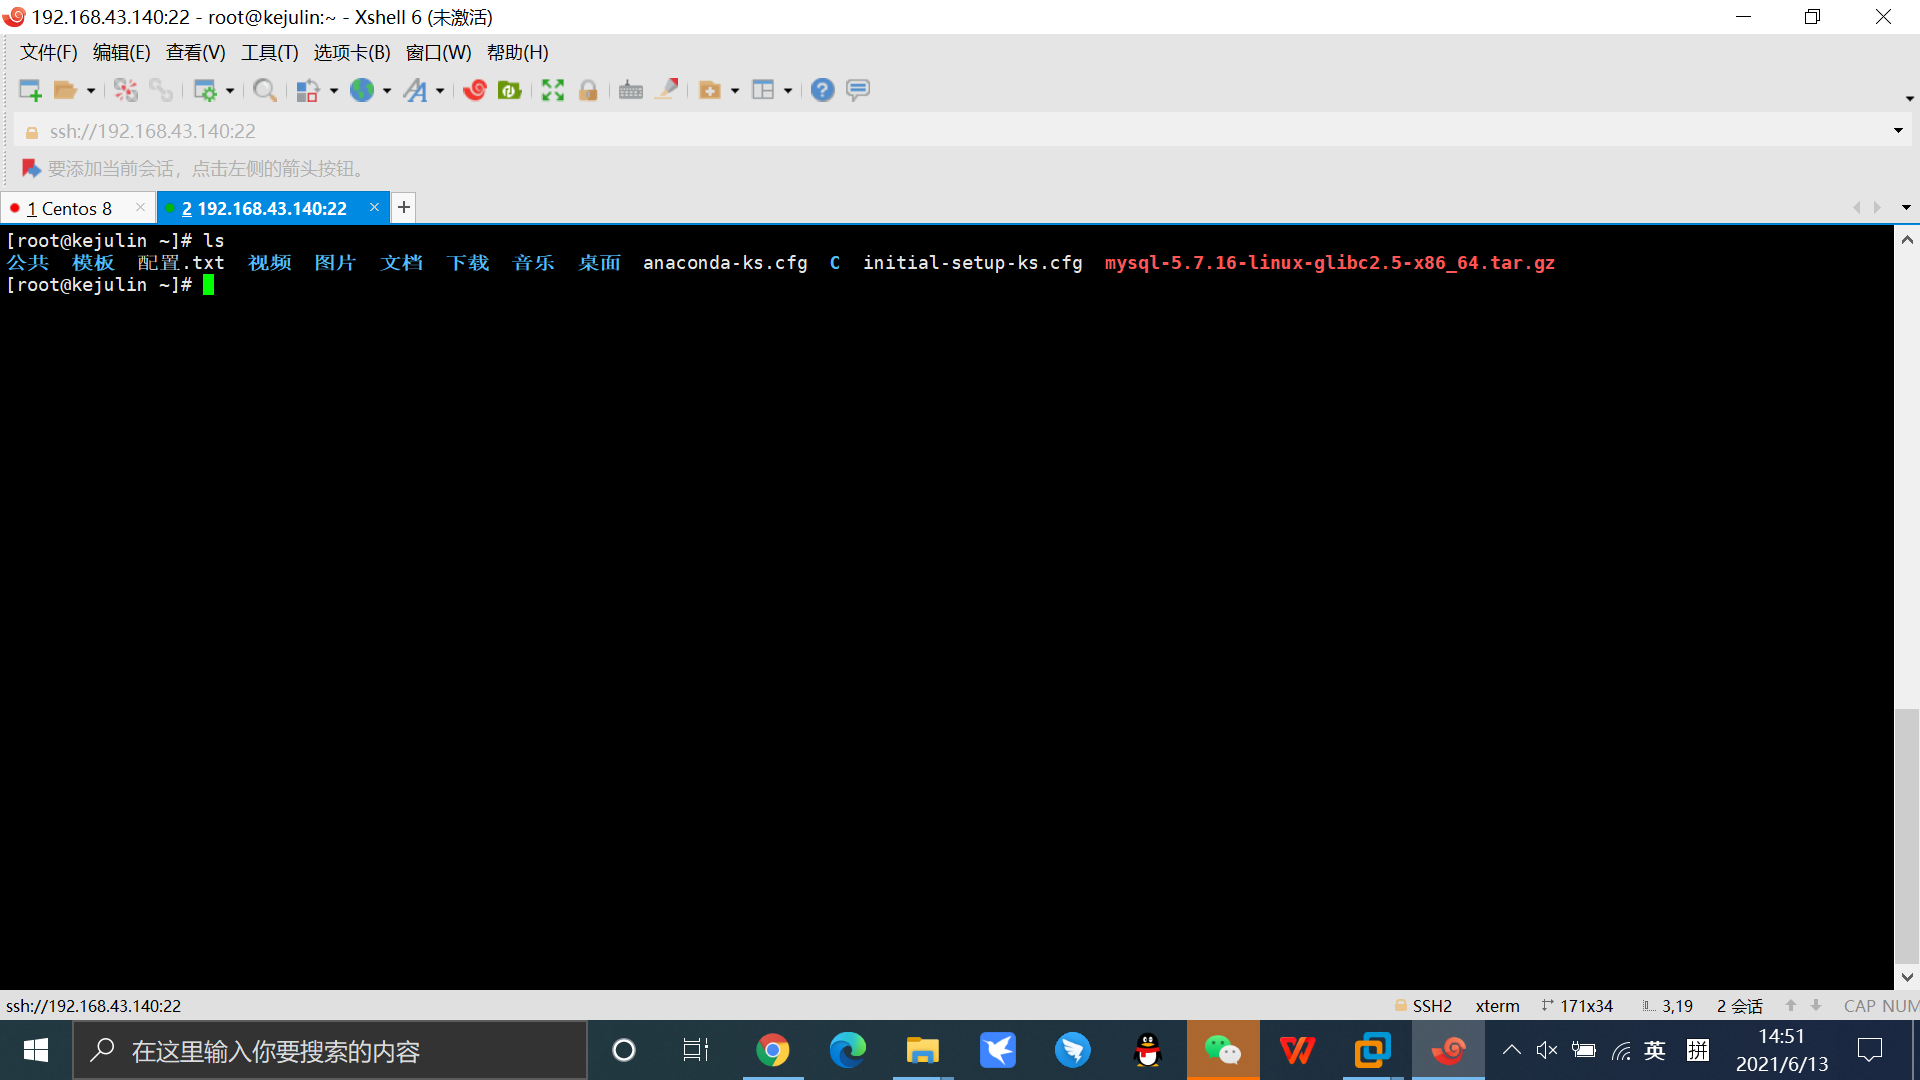 192.168.43.140:22 - root@kejulin:~ - Xshell 6 (未激活)
文件(F) 编辑(E) 查看(V) 工具(T) 选项卡(B) 窗口(W) 帮助(H)
ssh://192.168.43.140:22
要添加当前会话，点击左侧的箭头按钮。
1 Centos 8 × 2 192.168.43.140:22 × +
[root@kejulin ~]# ls
公共 模板 配置.txt 视频 图片 文档 下载 音乐 桌面 anaconda-ks.cfg C initial-setup-ks.cfg mysql-5.7.16-linux-glibc2.5-x86_64.tar.gz
[root@kejulin ~]#
ssh://192.168.43.140:22 SSH2 xterm 171x34 3,19 2 会话 CAP NUM
在这里输入你要搜索的内容 英 拼 14:51
2021/6/13